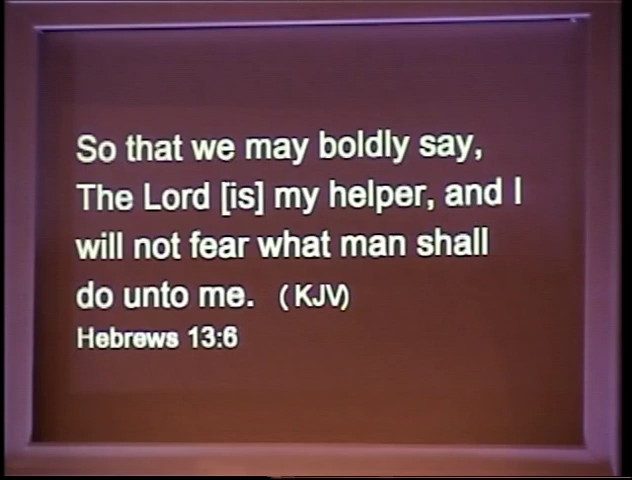 So that we may boldly say,
The Lord [is] my helper, and I
will not fear what man shall
do unto me. (KJV)
Hebrews 13:6